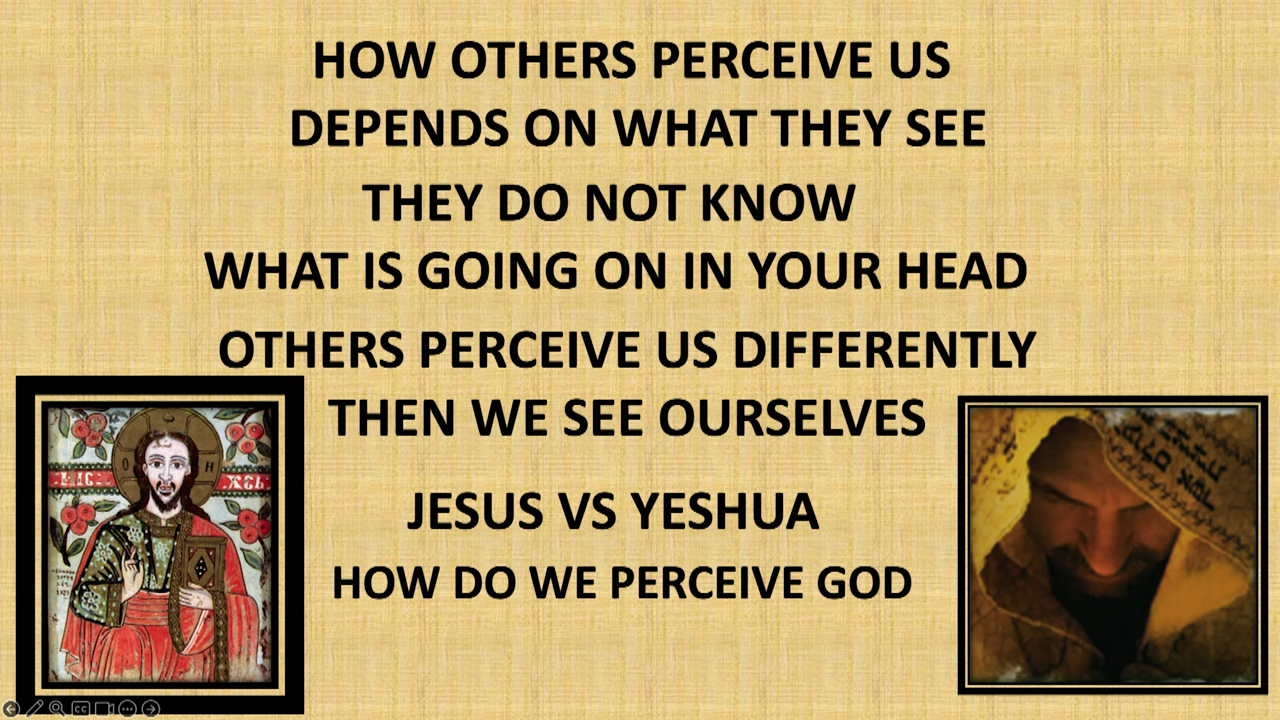 HOW OTHERS PERCEIVE US
DEPENDS ON WHAT THEY SEE
THEY DO NOT KNOW
WHAT IS GOING ON IN YOUR HEAD
OTHERS PERCEIVE US DIFFERENTLY
THEN WE SEE OURSELVES
JESUS VS YESHUA
HOW DO WE PERCEIVE GOD
О Н